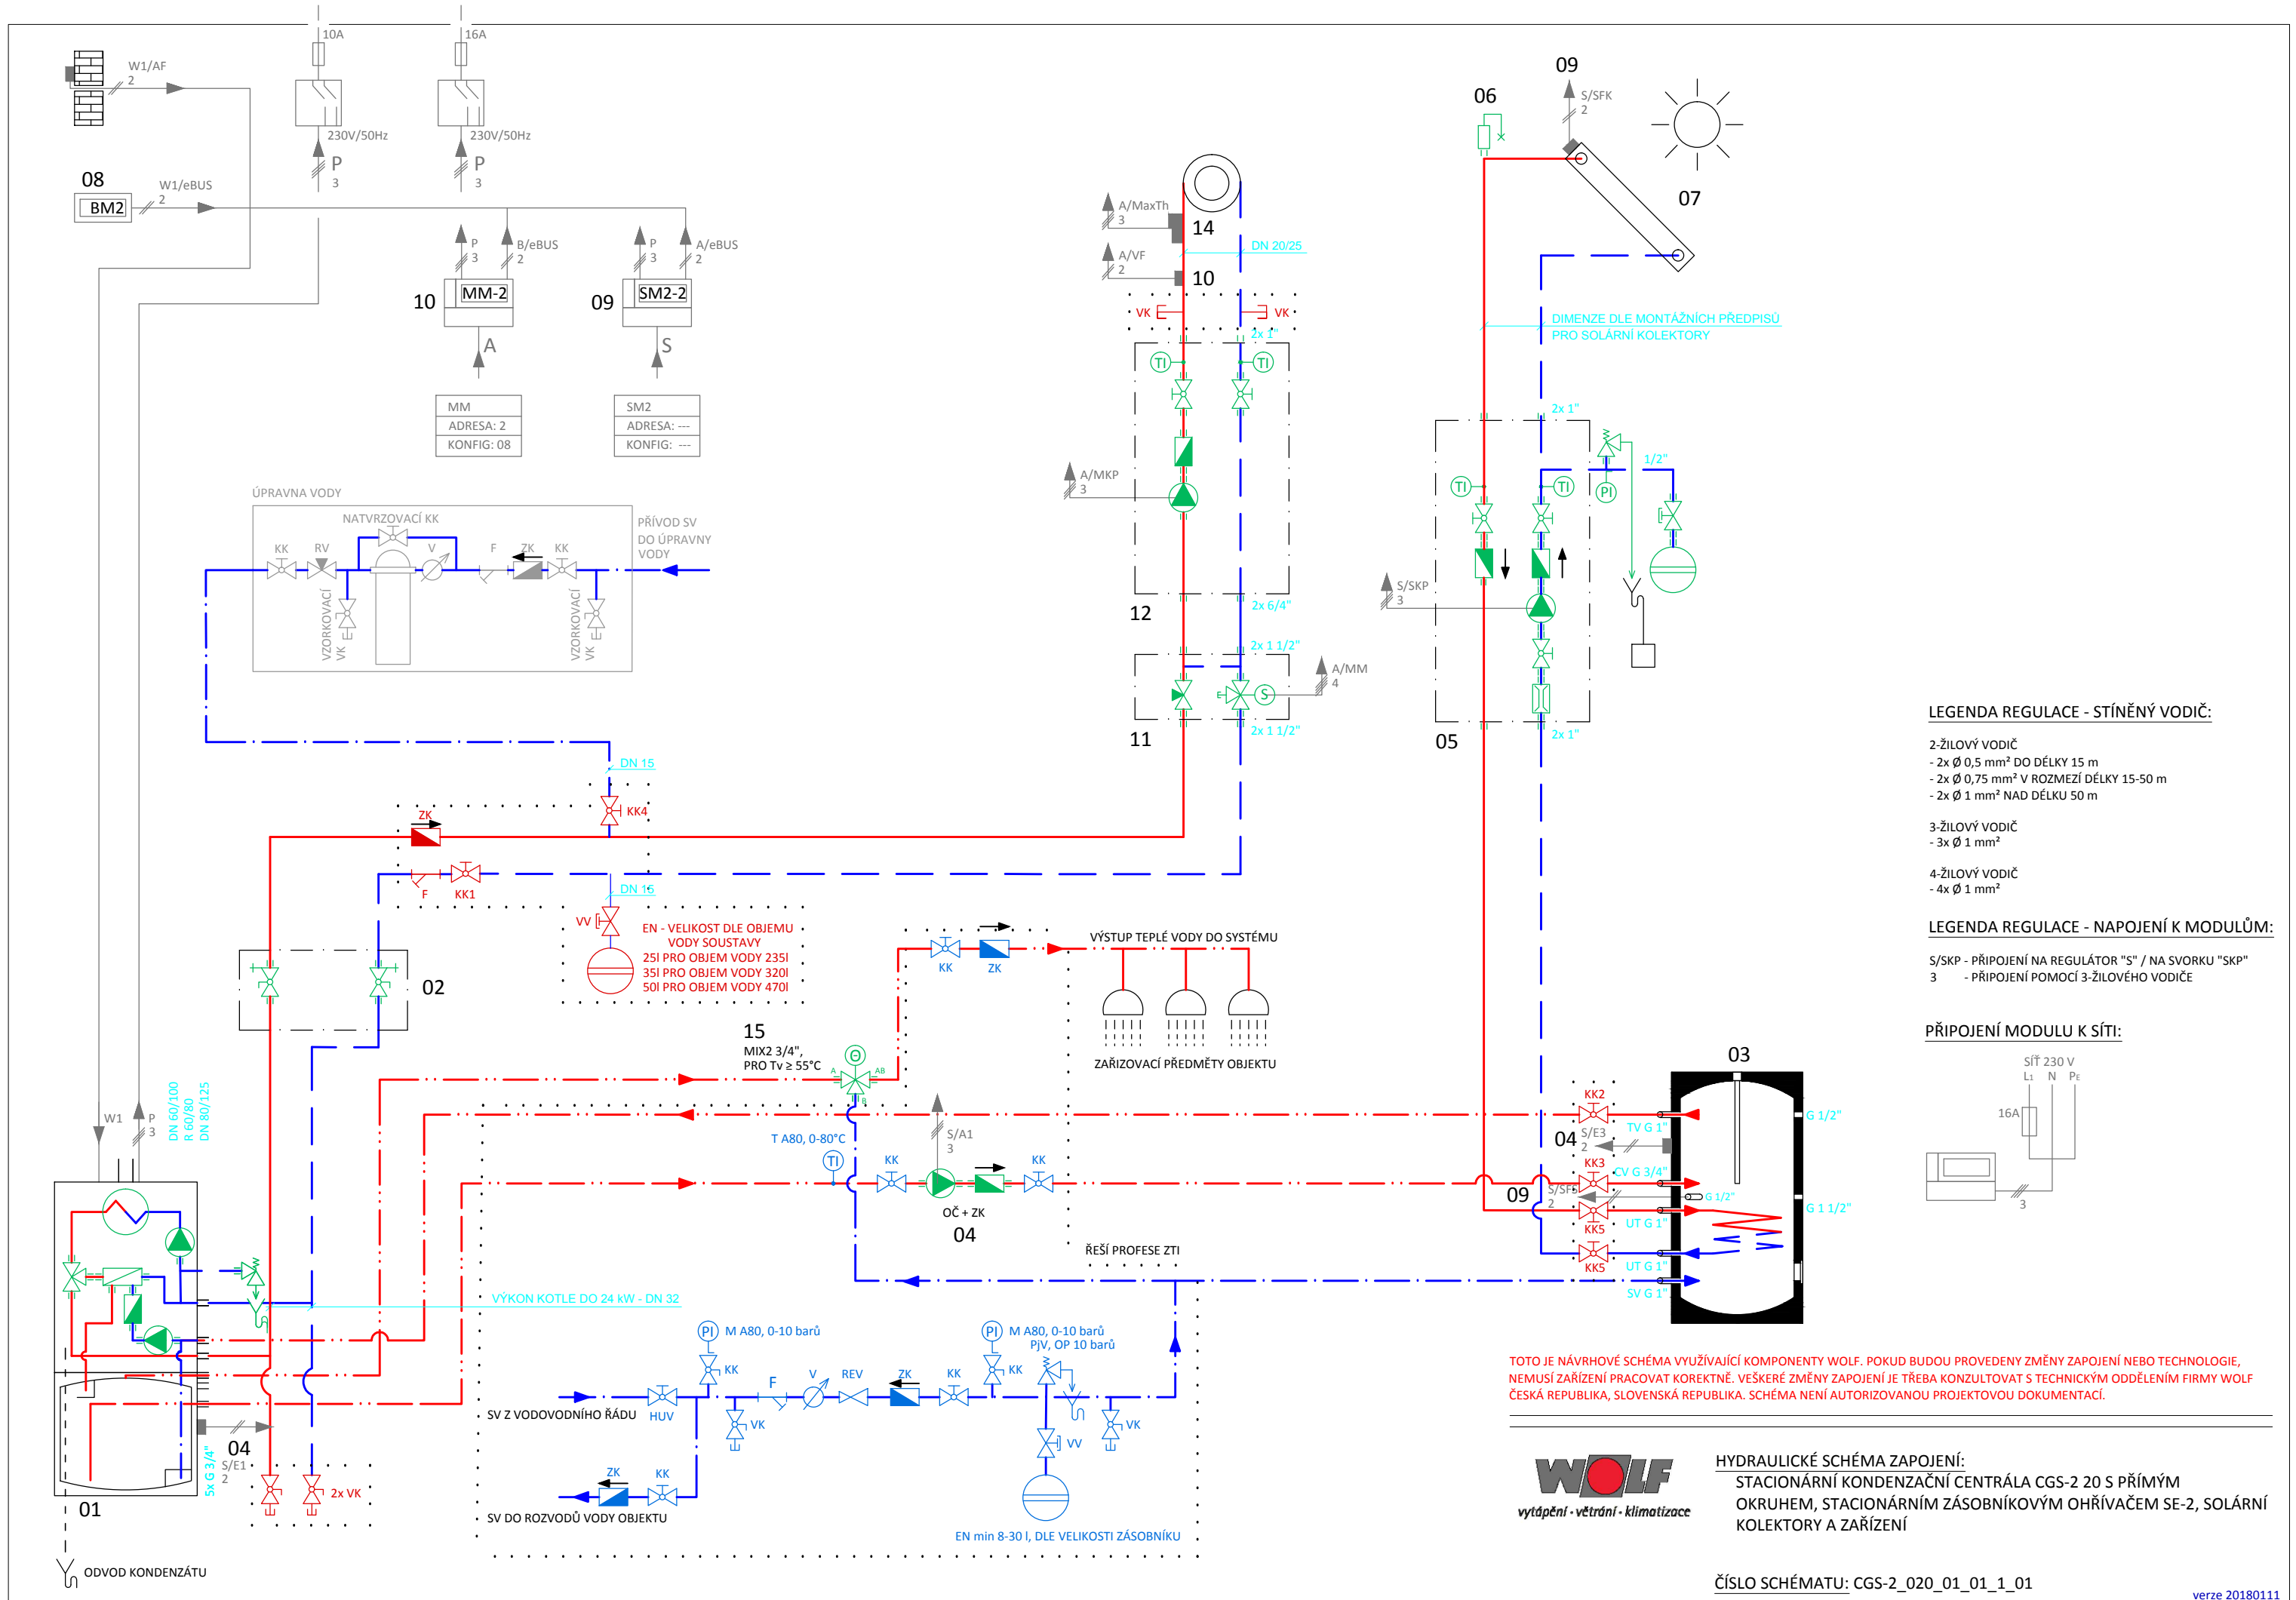 10A
16A
W1/AF
2
230V/50Hz
230V/50Hz
P
3
P
3
08
BM2
W1/eBUS
2
P
3
B/eBUS
2
P
3
A/eBUS
2
10
MM-2
09
SM2-2
A
S
MM
ADRESA: 2
KONFIG: 08
SM2
ADRESA: ---
KONFIG: ---
09
06
S/SFK
2
07
A/MaxTh
3
14
A/VF
2
DN 20/25
10
VK
VK
2x 1"
TI
TI
DIMENZE DLE MONTÁŽNÍCH PŘEDPISŮ
PRO SOLÁRNÍ KOLEKTORY
2x 1"
A/MKP
3
1/2"
TI
TI
PI
12
2x 6/4"
S/SKP
3
2x 1 1/2"
A/MM
4
S
11
2x 1 1/2"
05
2x 1"
ÚPRAVNA VODY
NATVRZOVACÍ KK
PŘÍVOD SV
DO ÚPRAVNY
VODY
KK
RV
V
F
ZK
KK
VZORKOVACÍ
VK
VZORKOVACÍ
VK
DN 15
KK4
ZK
F
KK1
DN 15
VV
EN - VELIKOST DLE OBJEMU
VODY SOUSTAVY
25l PRO OBJEM VODY 235l
35l PRO OBJEM VODY 320l
50l PRO OBJEM VODY 470l
02
LEGENDA REGULACE - STÍNĚNÝ VODIČ:
2-ŽILOVÝ VODIČ
- 2x Ø 0,5 mm² DO DÉLKY 15 m
- 2x Ø 0,75 mm² V ROZMEZÍ DÉLKY 15-50 m
- 2x Ø 1 mm² NAD DÉLKU 50 m
3-ŽILOVÝ VODIČ
- 3x Ø 1 mm²
4-ŽILOVÝ VODIČ
- 4x Ø 1 mm²
LEGENDA REGULACE - NAPOJENÍ K MODULŮM:
S/SKP - PŘIPOJENÍ NA REGULÁTOR "S" / NA SVORKU "SKP"
3 - PŘIPOJENÍ POMOCÍ 3-ŽILOVÉHO VODIČE
PŘIPOJENÍ MODULU K SÍTI:
SÍŤ 230 V
L1 N PE
16A
3
KK
ZK
VÝSTUP TEPLÉ VODY DO SYSTÉMU
ZAŘIZOVACÍ PŘEDMĚTY OBJEKTU
15
MIX2 3/4",
PRO Tv ≥ 55°C
A
AB
B
Θ
W1
P
3
DN 60/100
R 60/80
DN 80/125
T A80, 0-80°C
TI
KK
S/A1
3
KK
OČ + ZK
04
ŘEŠÍ PROFESE ZTI
03
KK2
TV G 1"
04
S/E3
2
KK3
CV G 3/4"
09
2
G 1/2"
KK5
UT G 1"
KK5
UT G 1"
SV G 1"
G 1/2"
G 1 1/2"
VÝKON KOTLE DO 24 kW - DN 32
PI
M A80, 0-10 barů
KK
PI
M A80, 0-10 barů
PjV, OP 10 barů
KK
F
V
REV
ZK
KK
SV Z VODOVODNÍHO ŘÁDU
HUV
VK
VV
VK
ZK
KK
SV DO ROZVODŮ VODY OBJEKTU
EN min 8-30 l, DLE VELIKOSTI ZÁSOBNÍKU
04
S/E1
2
5x G 3/4"
2x VK
01
ODVOD KONDENZÁTU
TOTO JE NÁVRHOVÉ SCHÉMA VYUŽÍVAJÍCÍ KOMPONENTY WOLF. POKUD BUDOU PROVEDENY ZMĚNY ZAPOJENÍ NEBO TECHNOLOGIE,
NEMUSÍ ZAŘÍZENÍ PRACOVAT KOREKTNĚ. VEŠKERÉ ZMĚNY ZAPOJENÍ JE TŘEBA KONZULTOVAT S TECHNICKÝM ODDĚLENÍM FIRMY WOLF
ČESKÁ REPUBLIKA, SLOVENSKÁ REPUBLIKA. SCHÉMA NENÍ AUTORIZOVANOU PROJEKTOVOU DOKUMENTACÍ.
WOLF
vytápění · větrání · klimatizace
HYDRAULICKÉ SCHÉMA ZAPOJENÍ:
STACIONÁRNÍ KONDENZAČNÍ CENTRÁLA CGS-2 20 S PŘÍMÝM
OKRUHEM, STACIONÁRNÍM ZÁSOBNÍKOVÝM OHŘÍVAČEM SE-2, SOLÁRNÍ
KOLEKTORY A ZAŘÍZENÍ
ČÍSLO SCHÉMATU: CGS-2_020_01_01_1_01
verze 20180111